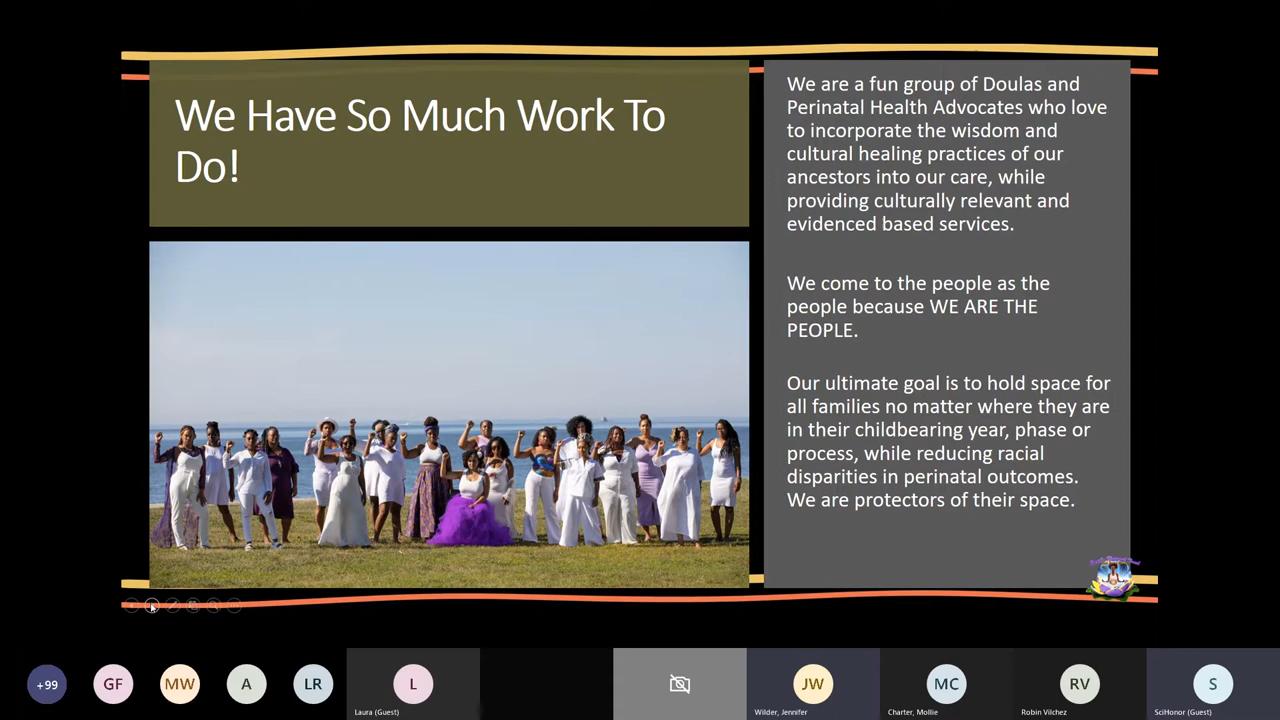 We Have So Much Work To
Do!
We are a fun group of Doulas and
Perinatal Health Advocates who love
to incorporate the wisdom and
cultural healing practices of our
ancestors into our care, while
providing culturally relevant and
evidenced based services.
We come to the people as the
people because WE ARE THE
PEOPLE.
Our ultimate goal is to hold space for
all families no matter where they are
in their childbearing year, phase or
process, while reducing racial
disparities in perinatal outcomes.
We are protectors of their space.
+99
GF
MW
A
LR
L
Laura (Guest)
JW
Wilder, Jennifer
MC
Charter, Mollie
RV
Robin Vilchez
S
SciHonor (Guest)